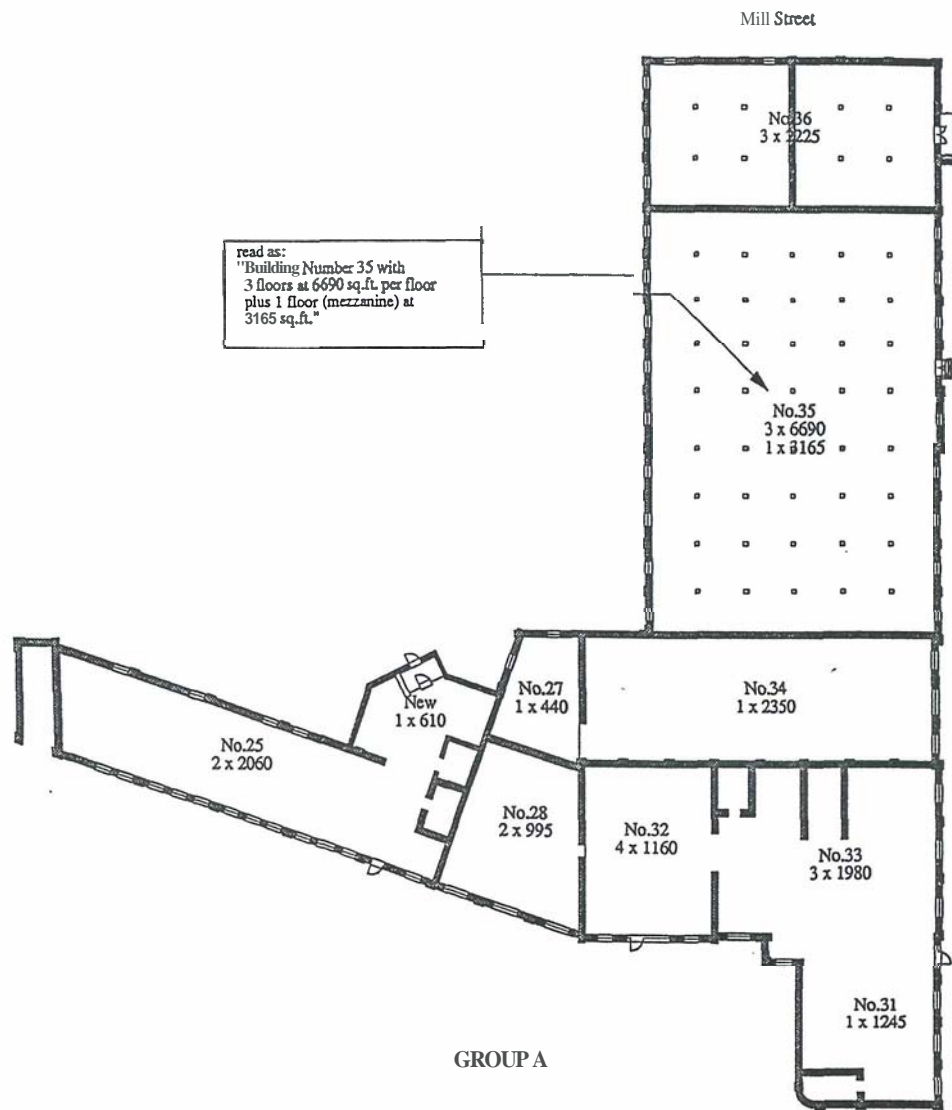 Mill Street
No.36
3 x 2225
read as:
"Building Number 35 with
3 floors at 6690 sq.ft. per floor
plus 1 floor (mezzanine) at
3165 sq.ft."
No.35
3 x 6690
1 x 3165
No.27
1 x 440
No.34
1 x 2350
New
1 x 610
No.25
2 x 2060
No.28
2 x 995
No.32
4 x 1160
No.33
3 x 1980
No.31
1 x 1245
GROUP A